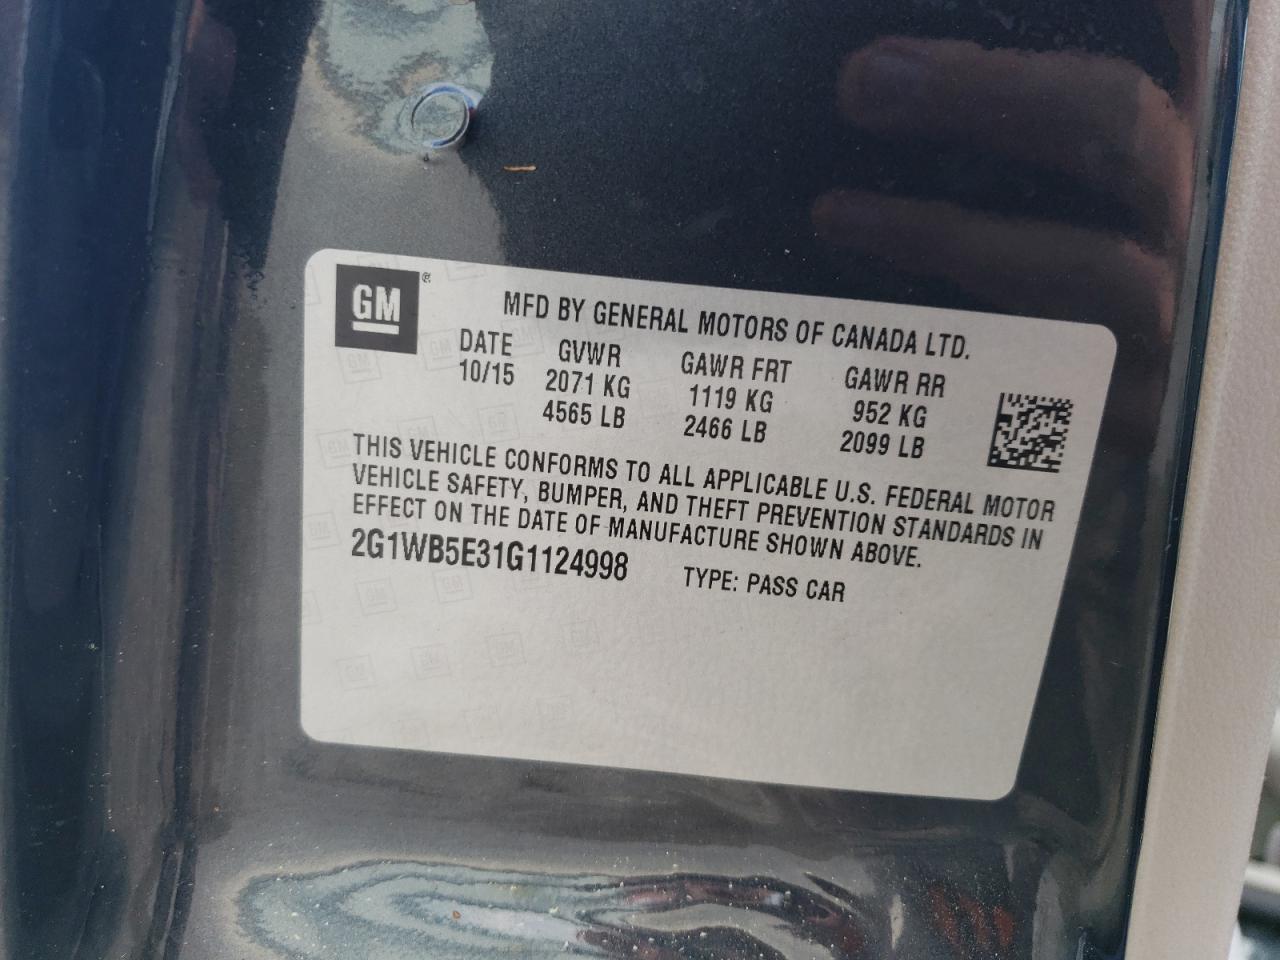 GM®
MFD BY GENERAL MOTORS OF CANADA LTD.
DATE GVWR GAWR FRT GAWR RR
10/15 2071 KG 1119 KG 952 KG
4565 LB 2466 LB 2099 LB
THIS VEHICLE CONFORMS TO ALL APPLICABLE U.S. FEDERAL MOTOR
VEHICLE SAFETY, BUMPER, AND THEFT PREVENTION STANDARDS IN
EFFECT ON THE DATE OF MANUFACTURE SHOWN ABOVE.
2G1WB5E31G1124998 TYPE: PASS CAR